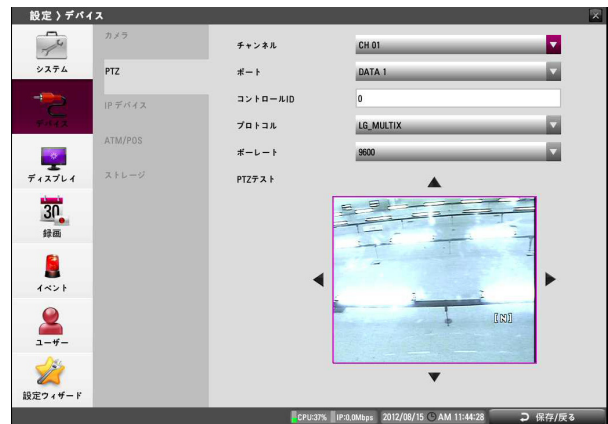 設定 〉デバイス
システム
デバイス
ディスプレイ
録画
イベント
ユーザー
設定ウィザード
30
カメラ
PTZ
IPデバイス
ATM/POS
ストレージ
チャンネル CH 01
ポート DATA 1
コントロールID 0
プロトコル LG_MULTIX
ボーレート 9600
PTZテスト
[N]
CPU:37% IP:0.0Mbps 2012/08/15 AM 11:44:28 保存/戻る